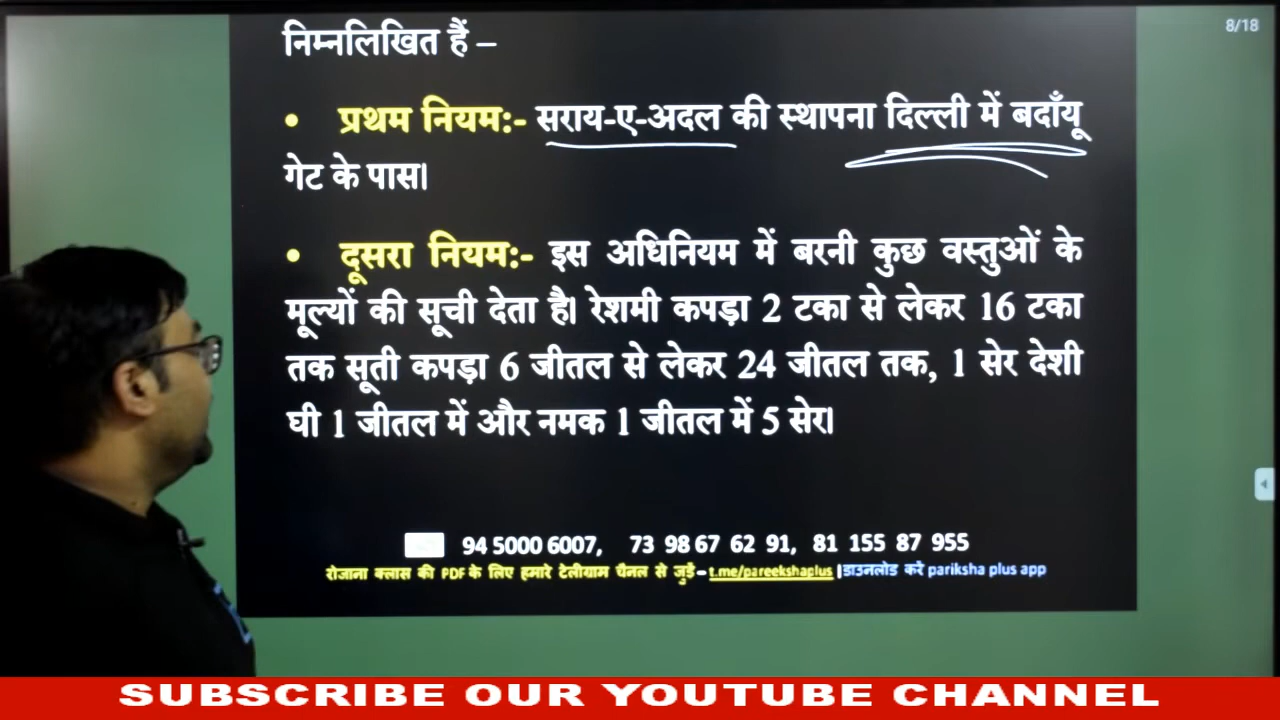 8/18
निम्नलिखित हैं –
• प्रथम नियम:- सराय-ए-अदल की स्थापना दिल्ली में बदाँयू
गेट के पास।
• दूसरा नियम:- इस अधिनियम में बरनी कुछ वस्तुओं के
मूल्यों की सूची देता है। रेशमी कपड़ा 2 टका से लेकर 16 टका
तक सूती कपड़ा 6 जीतल से लेकर 24 जीतल तक, 1 सेर देशी
घी 1 जीतल में और नमक 1 जीतल में 5 सेर।
94 5000 6007, 73 98 67 62 91, 81 155 87 955
रोजाना क्लास की PDF के लिए हमारे टेलीग्राम चैनल से जुड़ें – t.me/pareekshaplus | डाउनलोड करें pariksha plus app
SUBSCRIBE OUR YOUTUBE CHANNEL